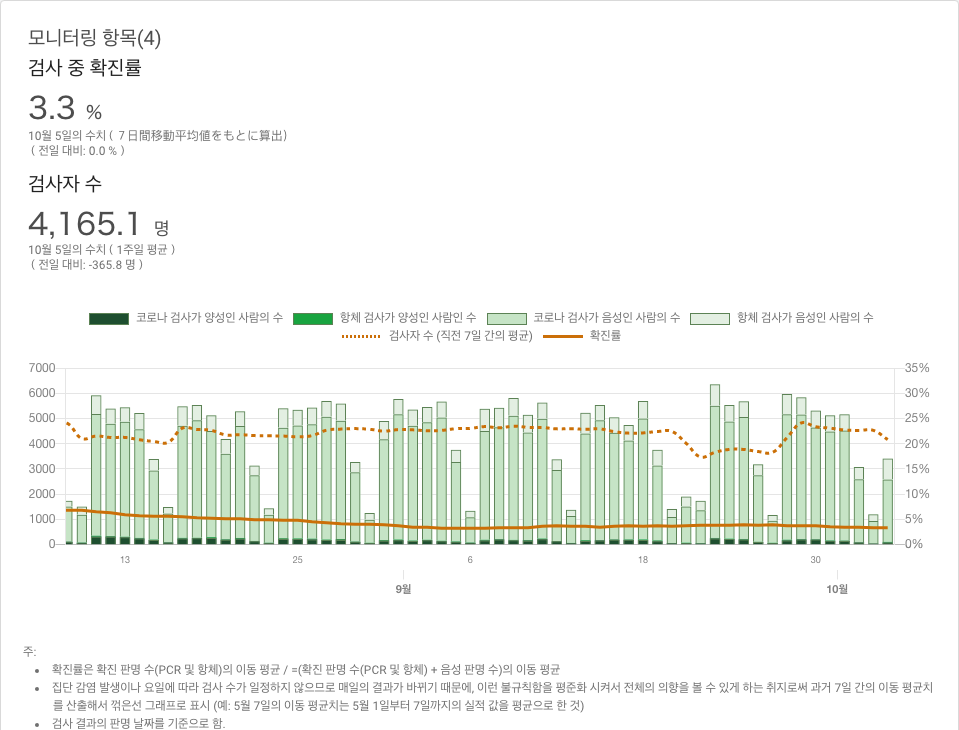 모니터링 항목(4)
검사 중 확진률
3.3 %
10월 5일의 수치 ( 7日間移動平均値をもとに算出)
( 전일 대비: 0.0 % )
검사자 수
4,165.1 명
10월 5일의 수치 ( 1주일 평균 )
( 전일 대비: -365.8 명 )
코로나 검사가 양성인 사람의 수 항체 검사가 양성인 사람인 수 코로나 검사가 음성인 사람의 수 항체 검사가 음성인 사람의 수
검사자 수 (직전 7일 간의 평균) 확진률
7000 35%
6000 30%
5000 25%
4000 20%
3000 15%
2000 10%
1000 5%
0 0%
13 25 6 18 30
9월 10월
주:
확진률은 확진 판명 수(PCR 및 항체)의 이동 평균 / =(확진 판명 수(PCR 및 항체) + 음성 판명 수)의 이동 평균
집단 감염 발생이나 요일에 따라 검사 수가 일정하지 않으므로 매일의 결과가 바뀌기 때문에, 이런 불규칙함을 평준화 시켜서 전체의 의향을 볼 수 있게 하는 취지로써 과거 7일 간의 이동 평균치
를 산출해서 꺾은선 그래프로 표시 (예: 5월 7일의 이동 평균치는 5월 1일부터 7일까지의 실적 값을 평균으로 한 것)
검사 결과의 판명 날짜를 기준으로 함.